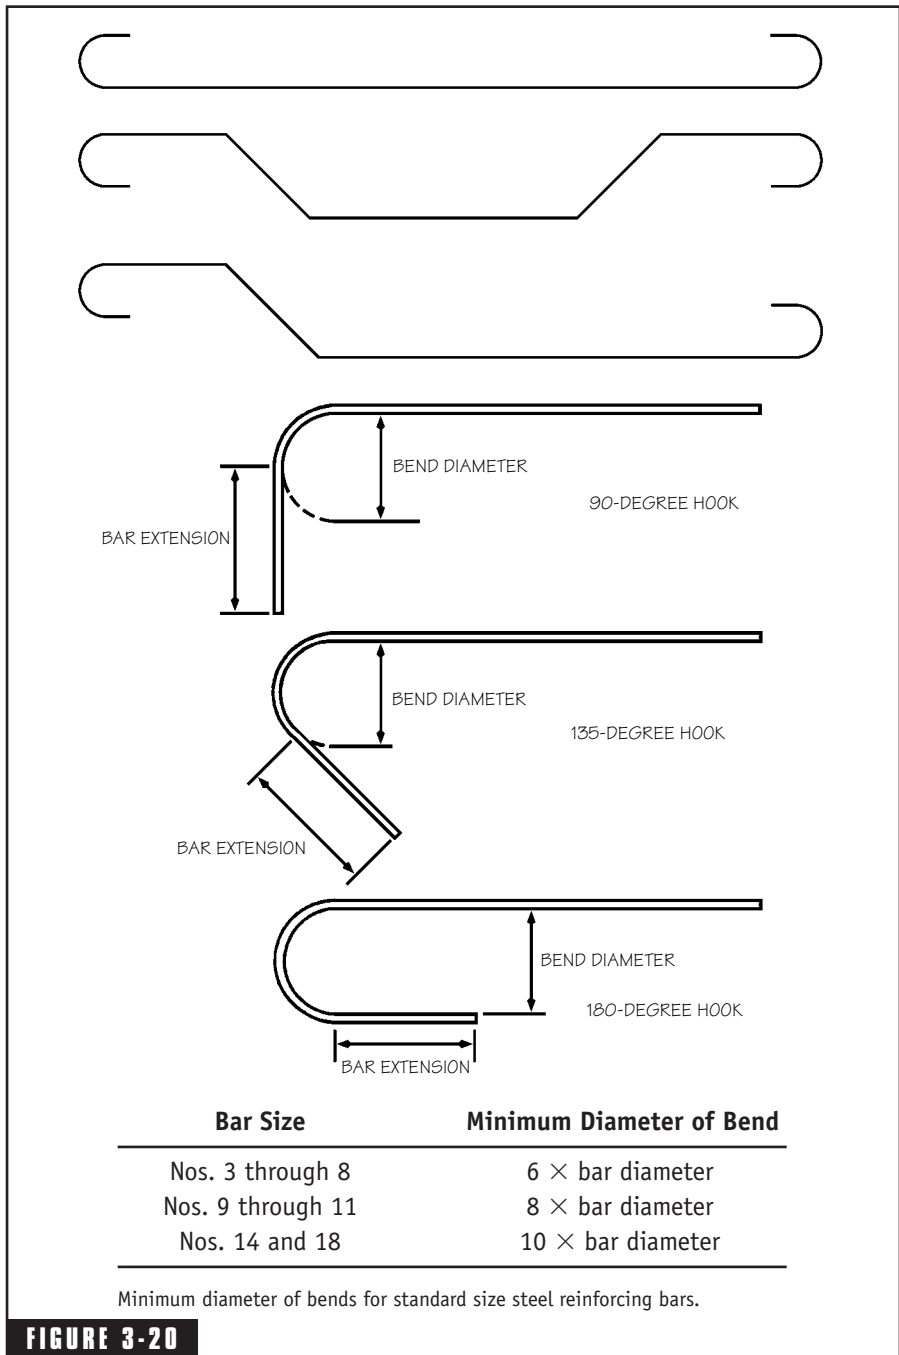 BEND DIAMETER
90-DEGREE HOOK
BAR EXTENSION
BEND DIAMETER
135-DEGREE HOOK
BAR EXTENSION
BEND DIAMETER
180-DEGREE HOOK
BAR EXTENSION
Bar Size Minimum Diameter of Bend
Nos. 3 through 8 6 × bar diameter
Nos. 9 through 11 8 × bar diameter
Nos. 14 and 18 10 × bar diameter
Minimum diameter of bends for standard size steel reinforcing bars.
FIGURE 3-20